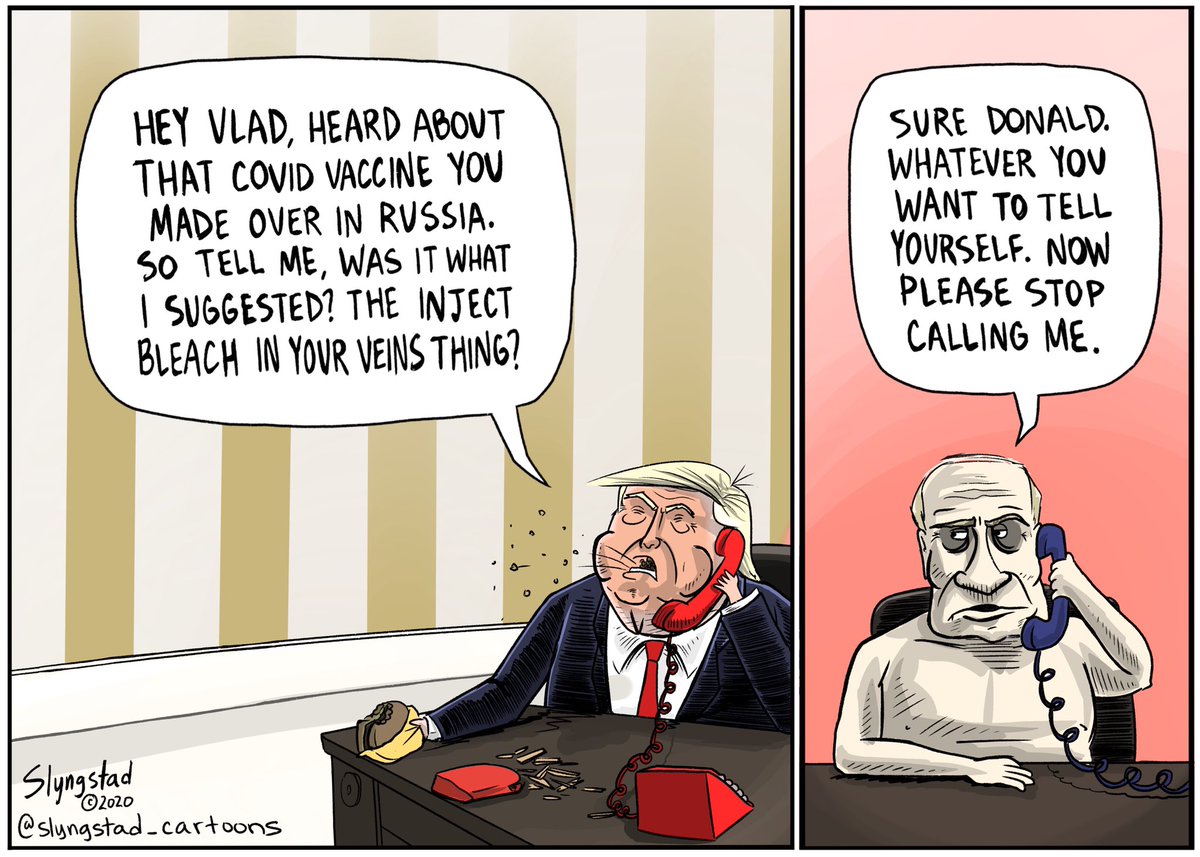 HEY VLAD, HEARD ABOUT
THAT COVID VACCINE YOU
MADE OVER IN RUSSIA.
SO TELL ME, WAS IT WHAT
I SUGGESTED? THE INJECT
BLEACH IN YOUR VEINS THING?
SURE DONALD.
WHATEVER YOU
WANT TO TELL
YOURSELF. NOW
PLEASE STOP
CALLING ME.
Slyngstad
©2020
@slyngstad_cartoons